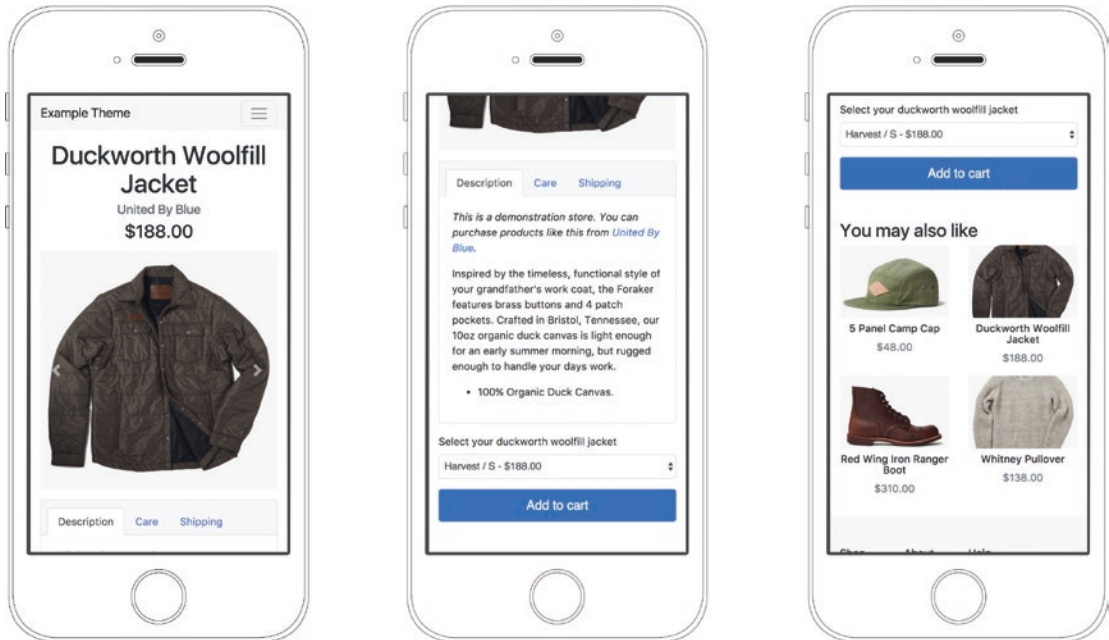 Example Theme
Duckworth Woolfill
Jacket
United By Blue
$188.00
Description Care Shipping
Description Care Shipping
This is a demonstration store. You can
purchase products like this from United By
Blue.
Inspired by the timeless, functional style of
your grandfather's work coat, the Foraker
features brass buttons and 4 patch
pockets. Crafted in Bristol, Tennessee, our
10oz organic duck canvas is light enough
for an early summer morning, but rugged
enough to handle your days work.
• 100% Organic Duck Canvas.
Select your duckworth woolfill jacket
Harvest / S - $188.00
Add to cart
Select your duckworth woolfill jacket
Harvest / S - $188.00
Add to cart
You may also like
5 Panel Camp Cap
$48.00
Duckworth Woolfill
Jacket
$188.00
Red Wing Iron Ranger
Boot
$310.00
Whitney Pullover
$138.00
Shop About Help